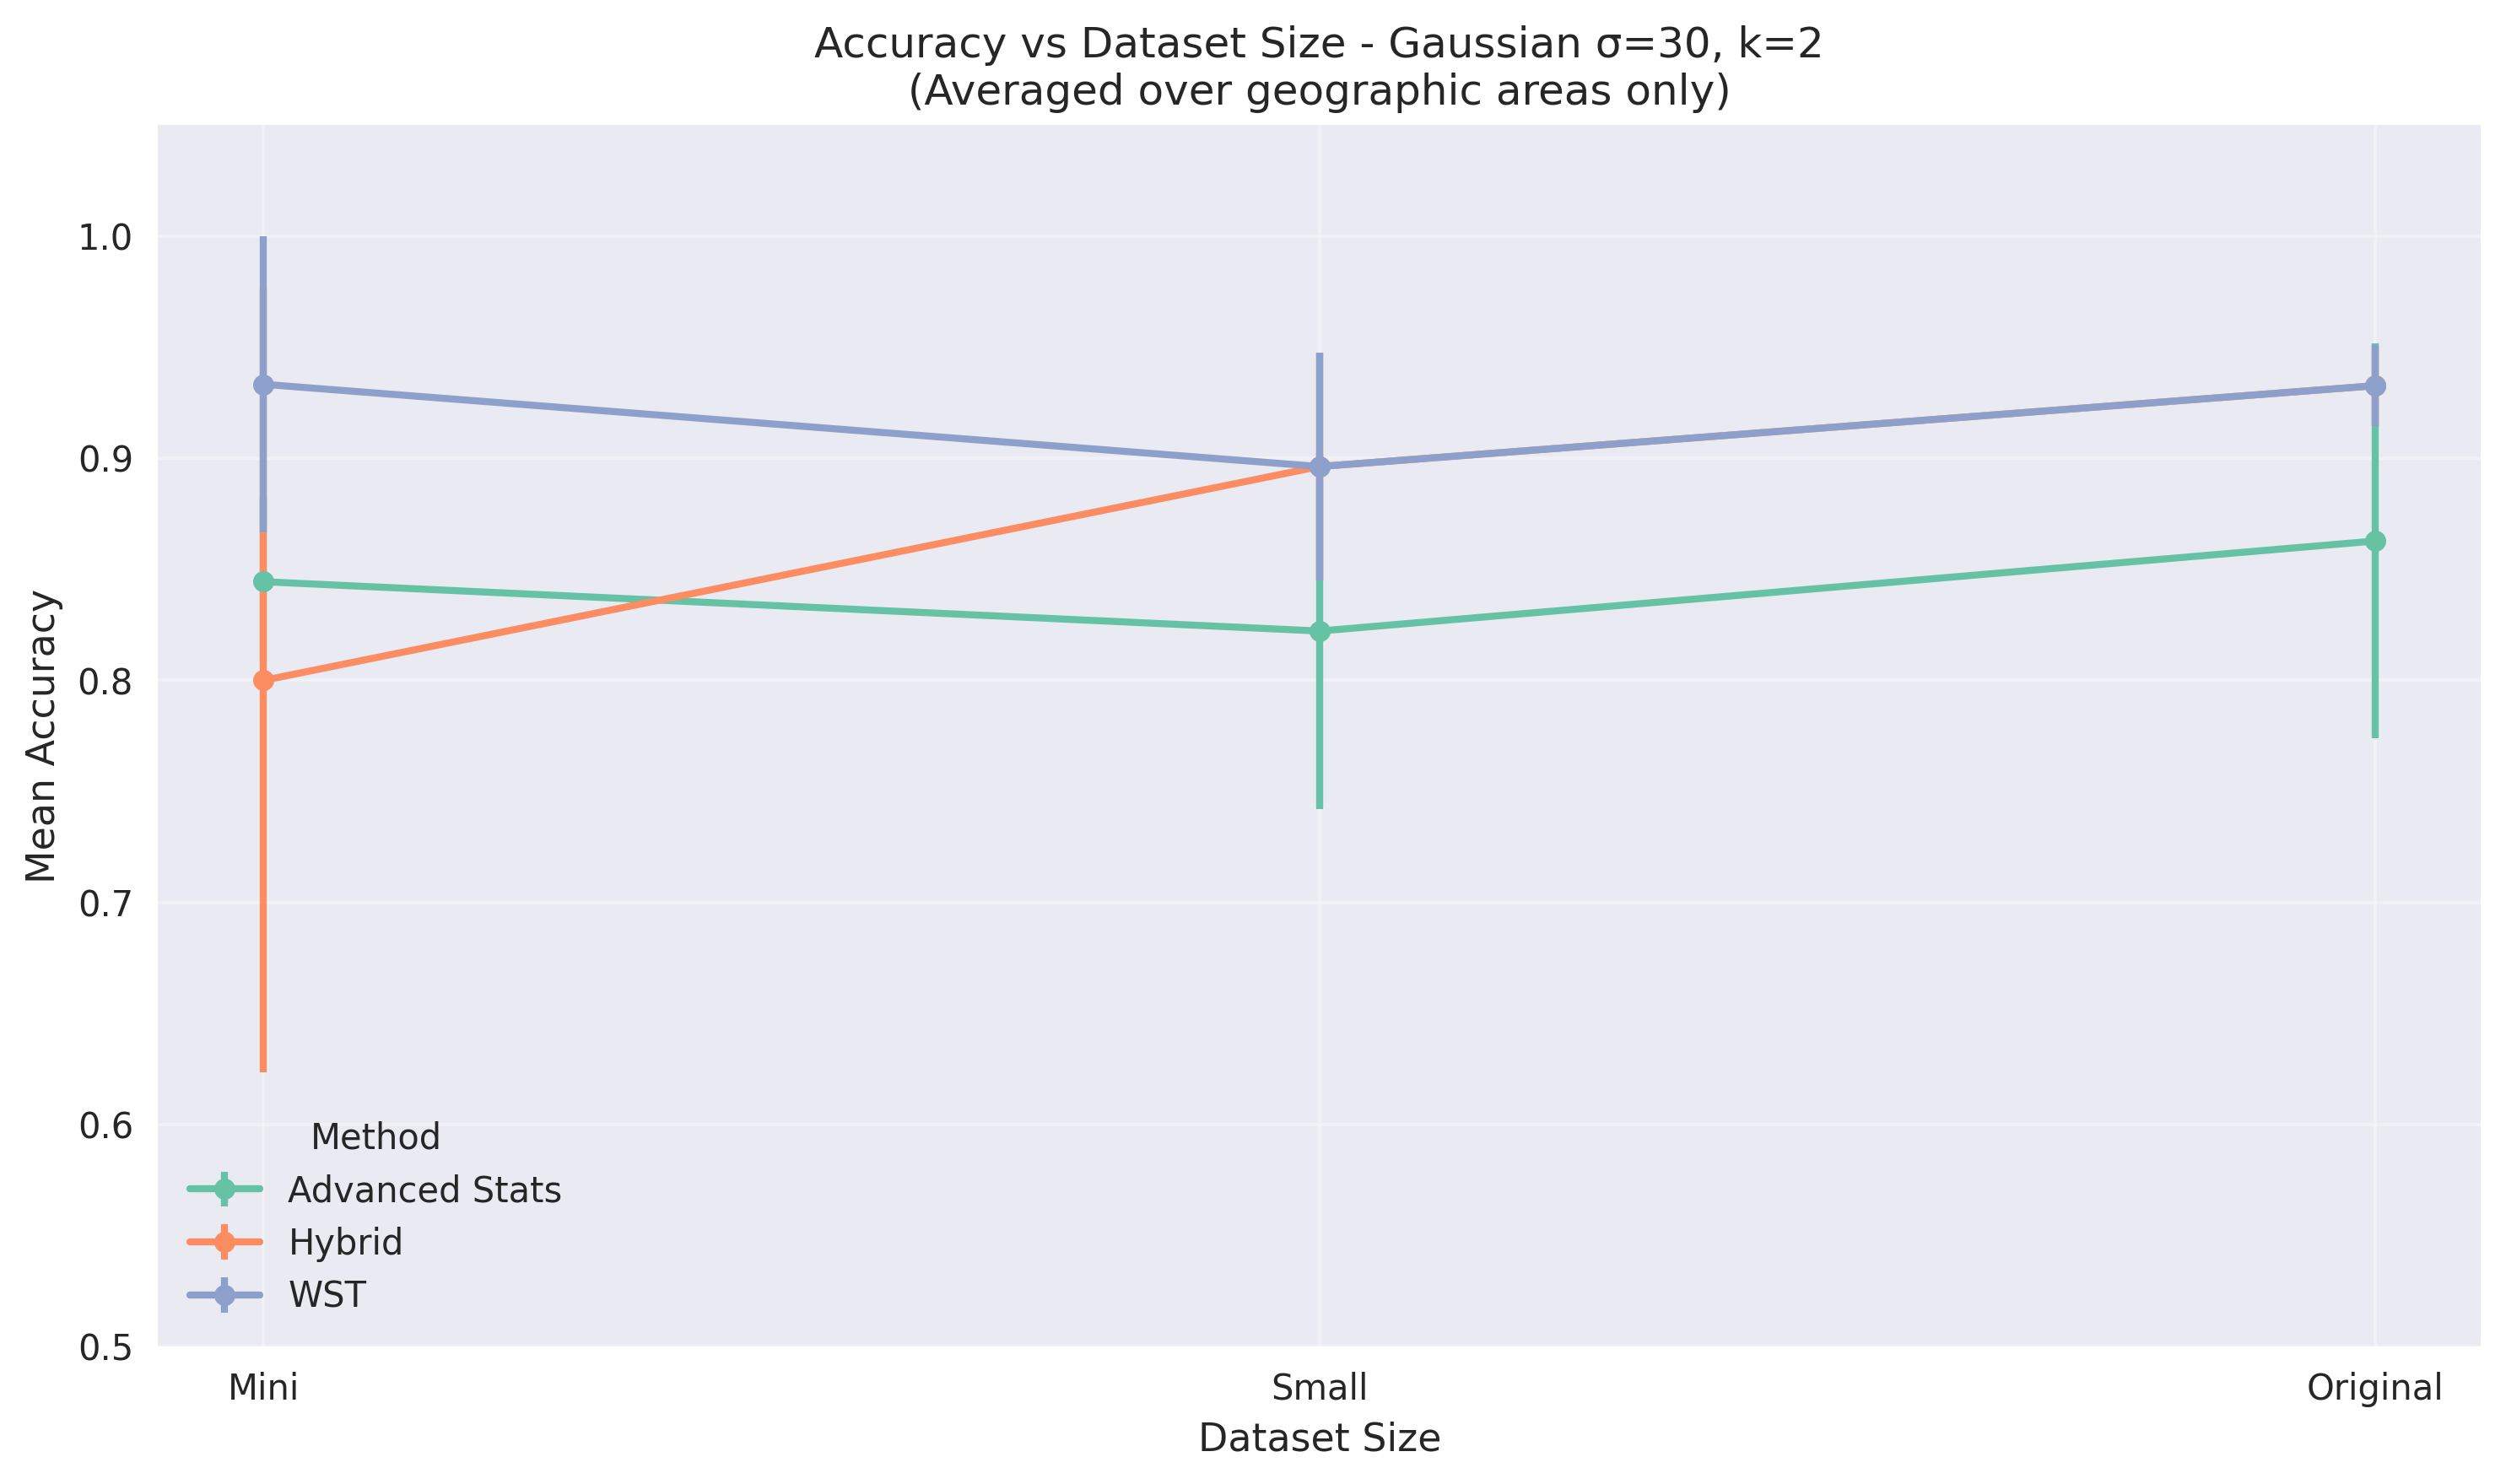 Accuracy vs Dataset Size - Gaussian σ=30, k=2
(Averaged over geographic areas only)
Mean Accuracy
1.0
0.9
0.8
0.7
0.6
0.5
Method
Advanced Stats
Hybrid
WST
Mini
Small
Original
Dataset Size